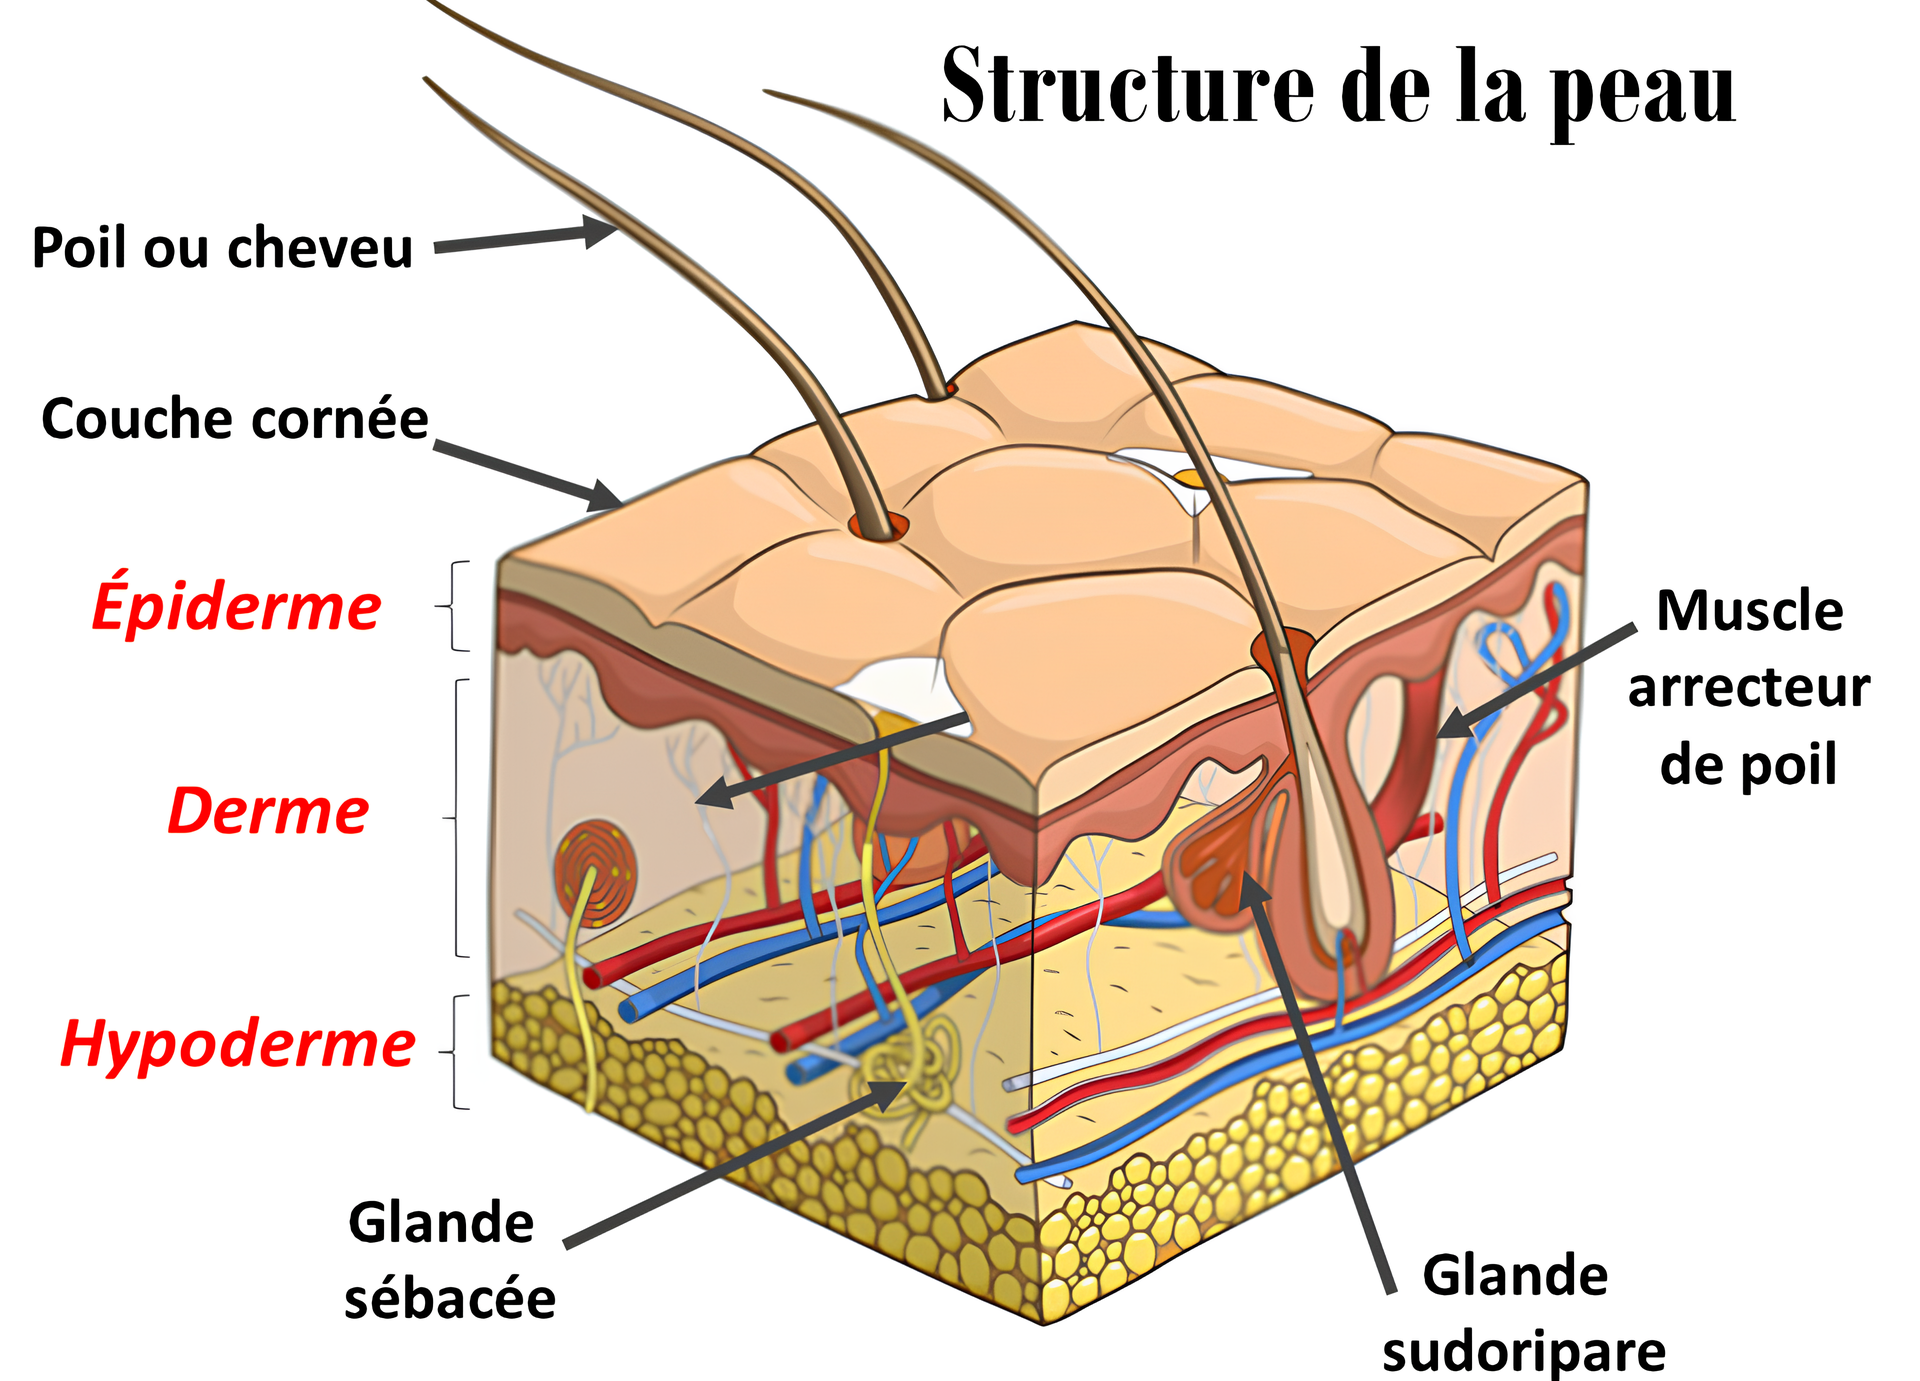 Structure de la peau
Poil ou cheveu
Couche cornée
Épiderme
Muscle
arrecteur
de poil
Derme
Hypoderme
Glande
sébacée
Glande
sudoripare